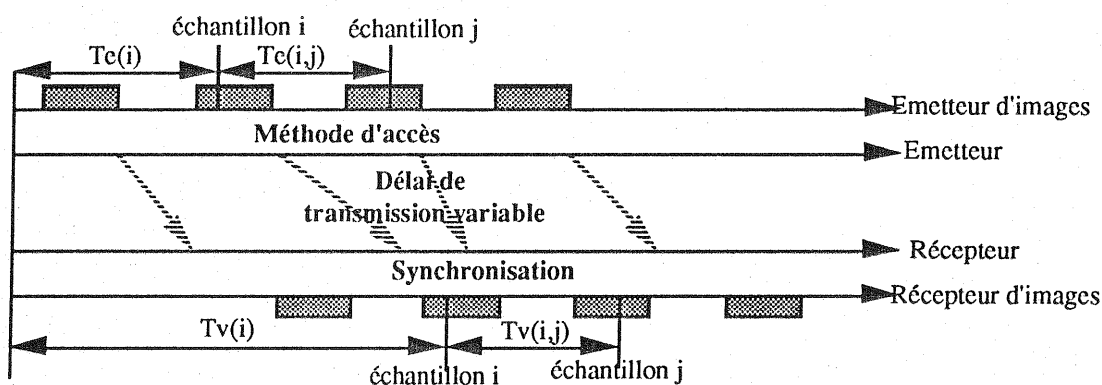 échantillon i
échantillon j
Te(i)
Te(i,j)
Emetteur d'images
Méthode d'accès
Emetteur
Délai de
transmission variable
Récepteur
Synchronisation
Récepteur d'images
Tv(i)
Tv(i,j)
échantillon i
échantillon j